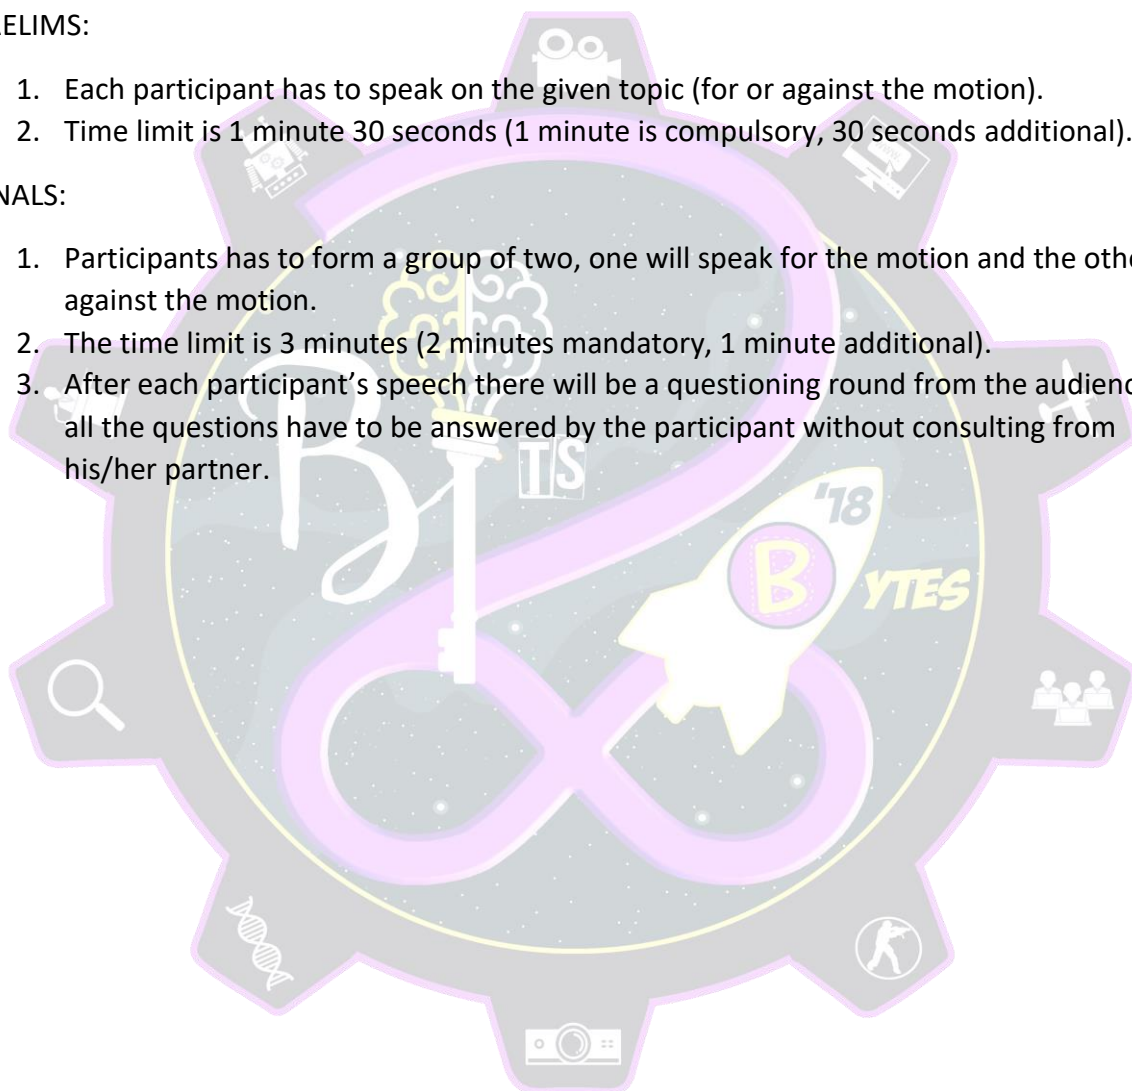 ELIMS:
1. Each participant has to speak on the given topic (for or against the motion).
2. Time limit is 1 minute 30 seconds (1 minute is compulsory, 30 seconds additional).
NALS:
1. Participants has to form a group of two, one will speak for the motion and the othe
against the motion.
2. The time limit is 3 minutes (2 minutes mandatory, 1 minute additional).
3. After each participant’s speech there will be a questioning round from the audienc
all the questions have to be answered by the participant without consulting from
his/her partner.
BITS
'18
B YTES